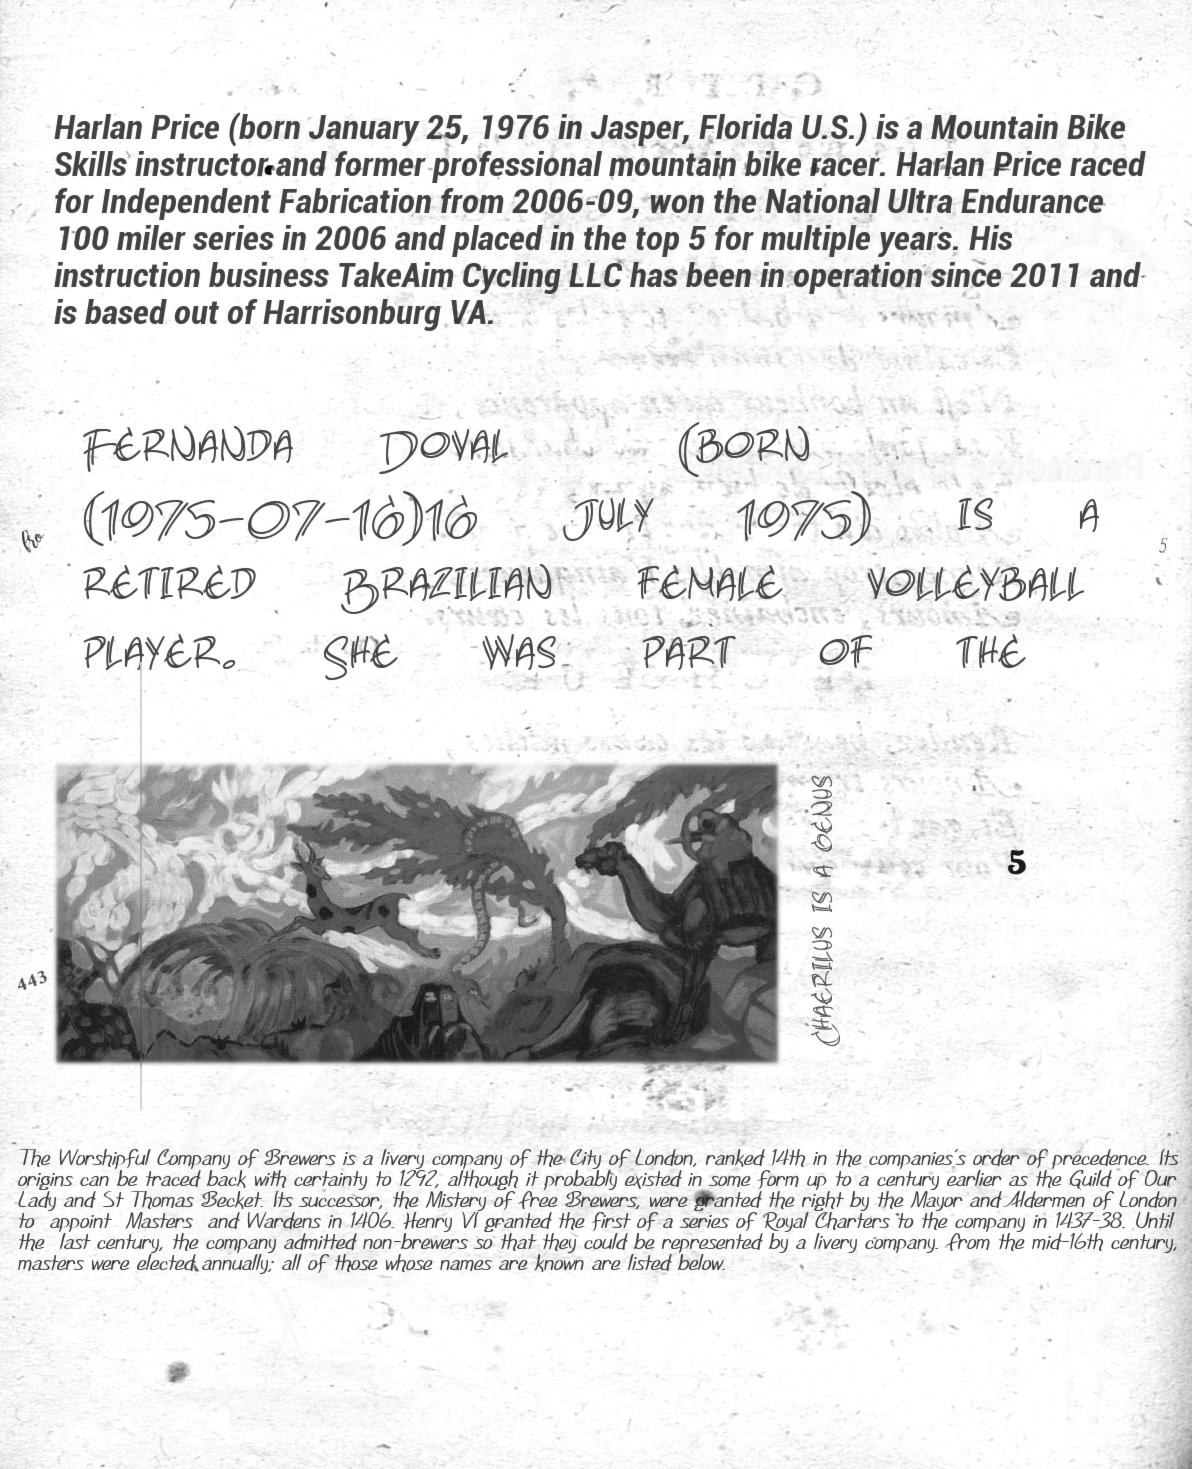 Harlan Price (born January 25, 1976 in Jasper, Florida U.S.) is a Mountain Bike
Skills instructor and former professional mountain bike racer. Harlan Price raced
for Independent Fabrication from 2006-09, won the National Ultra Endurance
100 miler series in 2006 and placed in the top 5 for multiple years. His
instruction business TakeAim Cycling LLC has been in operation since 2011 and
is based out of Harrisonburg VA.
Fernanda Doval (born
(1975-07-16)16 July 1975) is a
retired Brazilian female volleyball
player. She was part of the
fro
5
Chaerilus is a genus
5
443
The Worshipful Company of Brewers is a livery company of the City of London, ranked 14th in the companies's order of precedence. Its
origins can be traced back with certainty to 1292, although it probably existed in some form up to a century earlier as the Guild of Our
Lady and St Thomas Becket. Its successor, the Mistery of Free Brewers, were granted the right by the Mayor and Aldermen of London
to appoint Masters and Wardens in 1406. Henry VI granted the first of a series of Royal Charters to the company in 1437-38. Until
the last century, the company admitted non-brewers so that they could be represented by a livery company. From the mid-16th century,
masters were elected annually; all of those whose names are known are listed below.